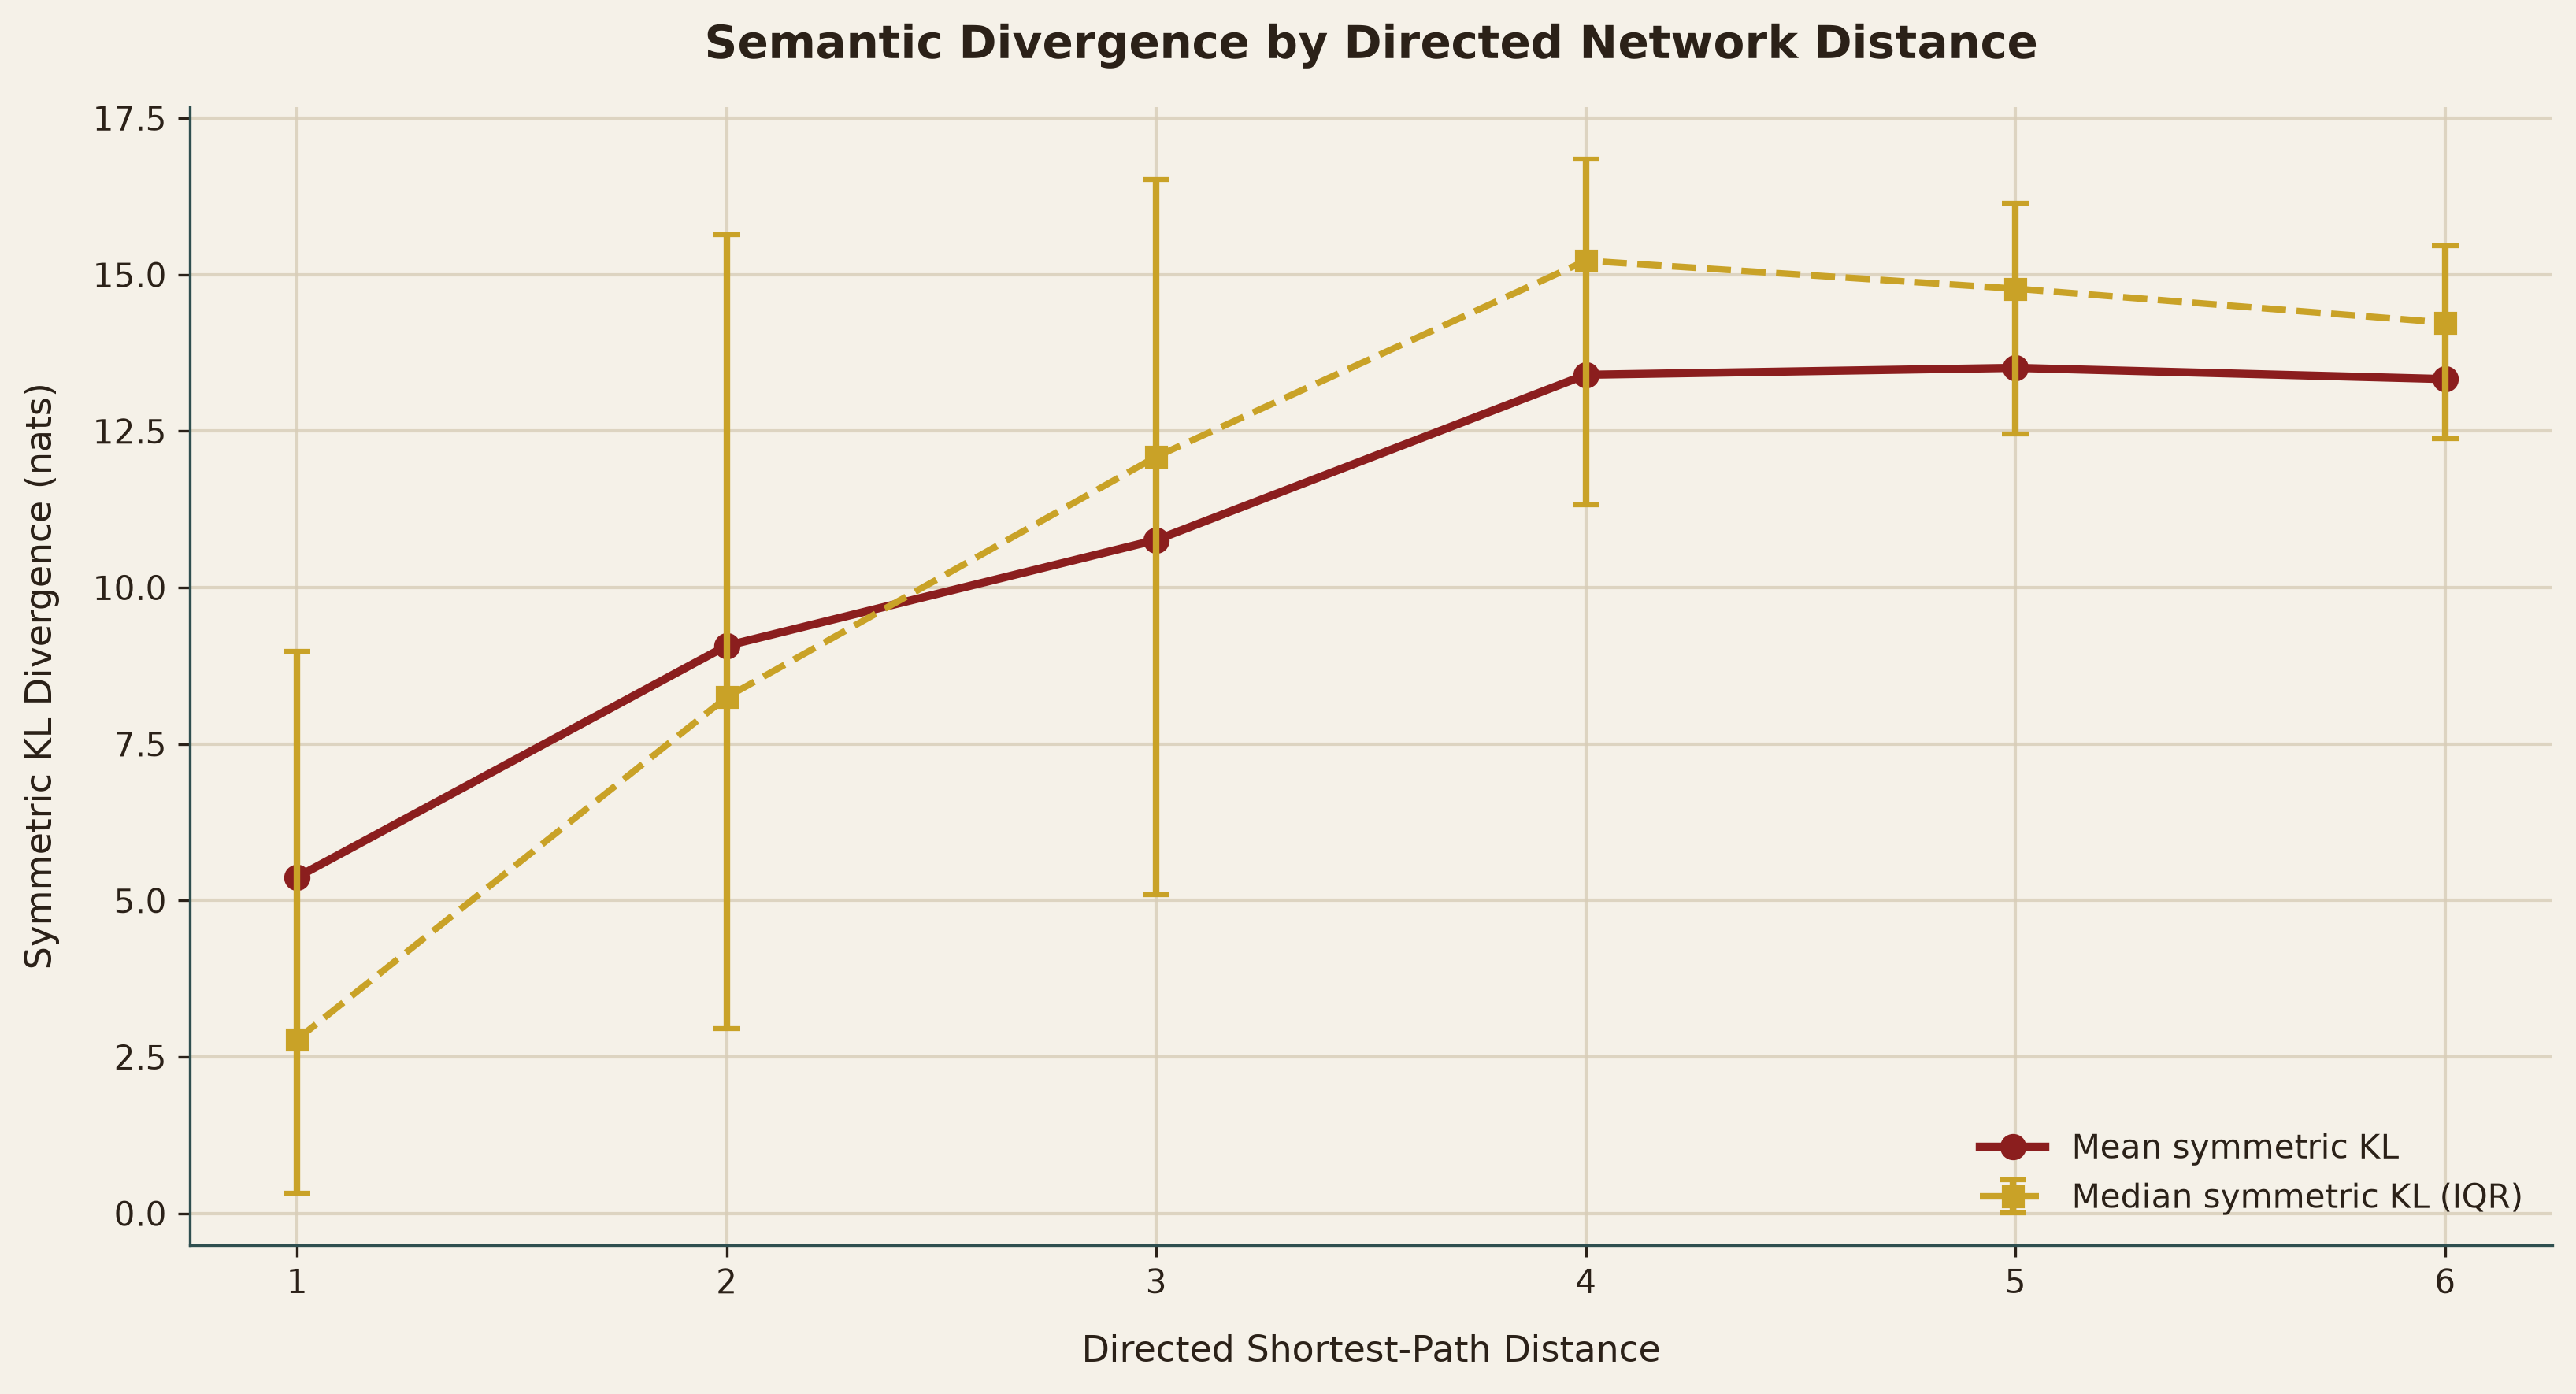 Semantic Divergence by Directed Network Distance
Symmetric KL Divergence (nats)
17.5
15.0
12.5
10.0
7.5
5.0
2.5
0.0
Mean symmetric KL
Median symmetric KL (IQR)
1 2 3 4 5 6
Directed Shortest-Path Distance